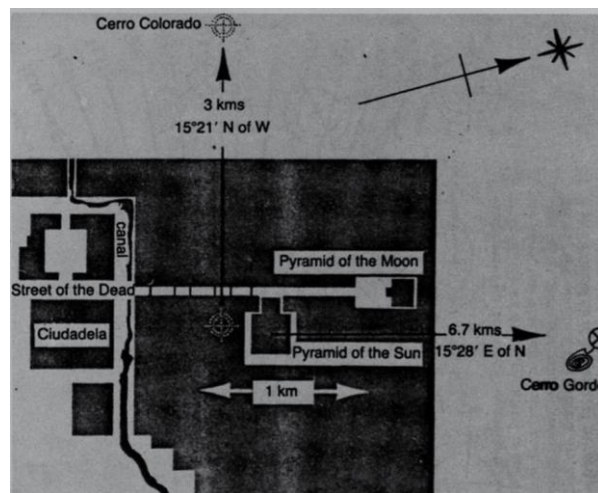 Cerro Colorado
3 kms
15°21′ N of W
canal
Pyramid of the Moon
Street of the Dead
6.7 kms
Ciudadela
Pyramid of the Sun
15°28′ E of N
1 km
Cerro Gord